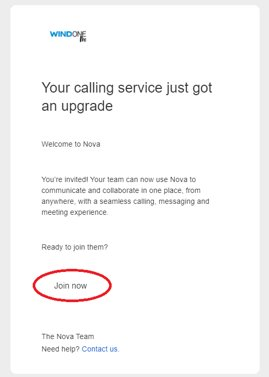 WINDONE
Your calling service just got
an upgrade
Welcome to Nova
You're invited! Your team can now use Nova to
communicate and collaborate in one place, from
anywhere, with a seamless calling, messaging and
meeting experience.
Ready to join them?
Join now
The Nova Team
Need help? Contact us.